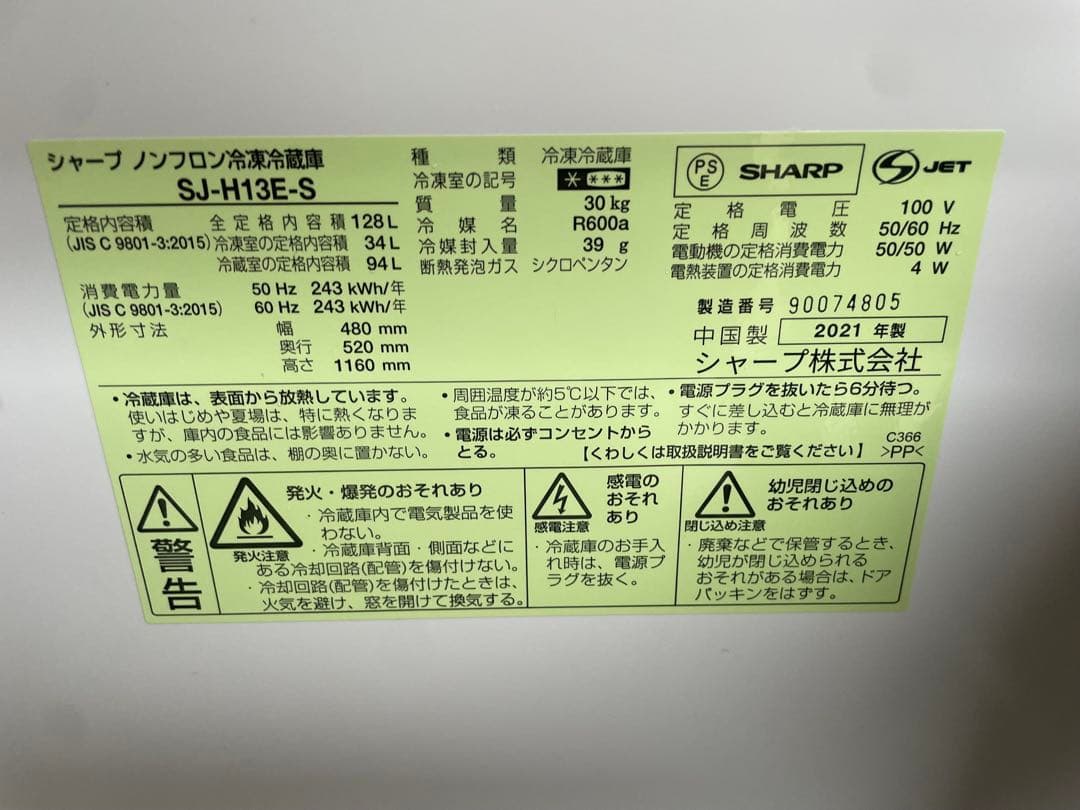 シャープ ノンフロン冷凍冷蔵庫
SJ-H13E-S
定格内容積 全定格内容積 128 L
(JIS C 9801-3:2015) 冷凍室の定格内容積 34 L
冷蔵室の定格内容積 94 L
消費電力量 50 Hz 243 kWh/年
(JIS C 9801-3:2015) 60 Hz 243 kWh/年
外形寸法 幅 480 mm
奥行 520 mm
高さ 1160 mm
種類 冷凍冷蔵庫
冷凍室の記号 * ***
質量 30 kg
冷媒名 R600a
冷媒封入量 39 g
断熱発泡ガス シクロペンタン
PS E SHARP
S JET
定格電圧 100 V
定格周波数 50/60 Hz
電動機の定格消費電力 50/50 W
電熱装置の定格消費電力 4 W
製造番号 90074805
中国製 2021 年製
シャープ株式会社
・冷蔵庫は、表面から放熱しています。
使いはじめや夏場は、特に熱くなりま
すが、庫内の食品には影響ありません。
・水気の多い食品は、棚の奥に置かない。
・周囲温度が約5℃以下では、
食品が凍ることがあります。
・電源は必ずコンセントから
とる。
・電源プラグを抜いたら6分待つ。
すぐに差し込むと冷蔵庫に無理が
かかります。
【くわしくは取扱説明書をご覧ください】
C366
>PP<
警告
発火注意
発火・爆発のおそれあり
・冷蔵庫内で電気製品を使
わない。
・冷蔵庫背面・側面などに
ある冷却回路(配管)を傷付けない。
・冷却回路(配管)を傷付けたときは、
火気を避け、窓を開けて換気する。
感電注意
感電の
おそれ
あり
・冷蔵庫のお手入
れ時は、電源プ
ラグを抜く。
閉じ込め注意
幼児閉じ込めの
おそれあり
・廃棄などで保管するとき、
幼児が閉じ込められる
おそれがある場合は、ドア
パッキンをはずす。